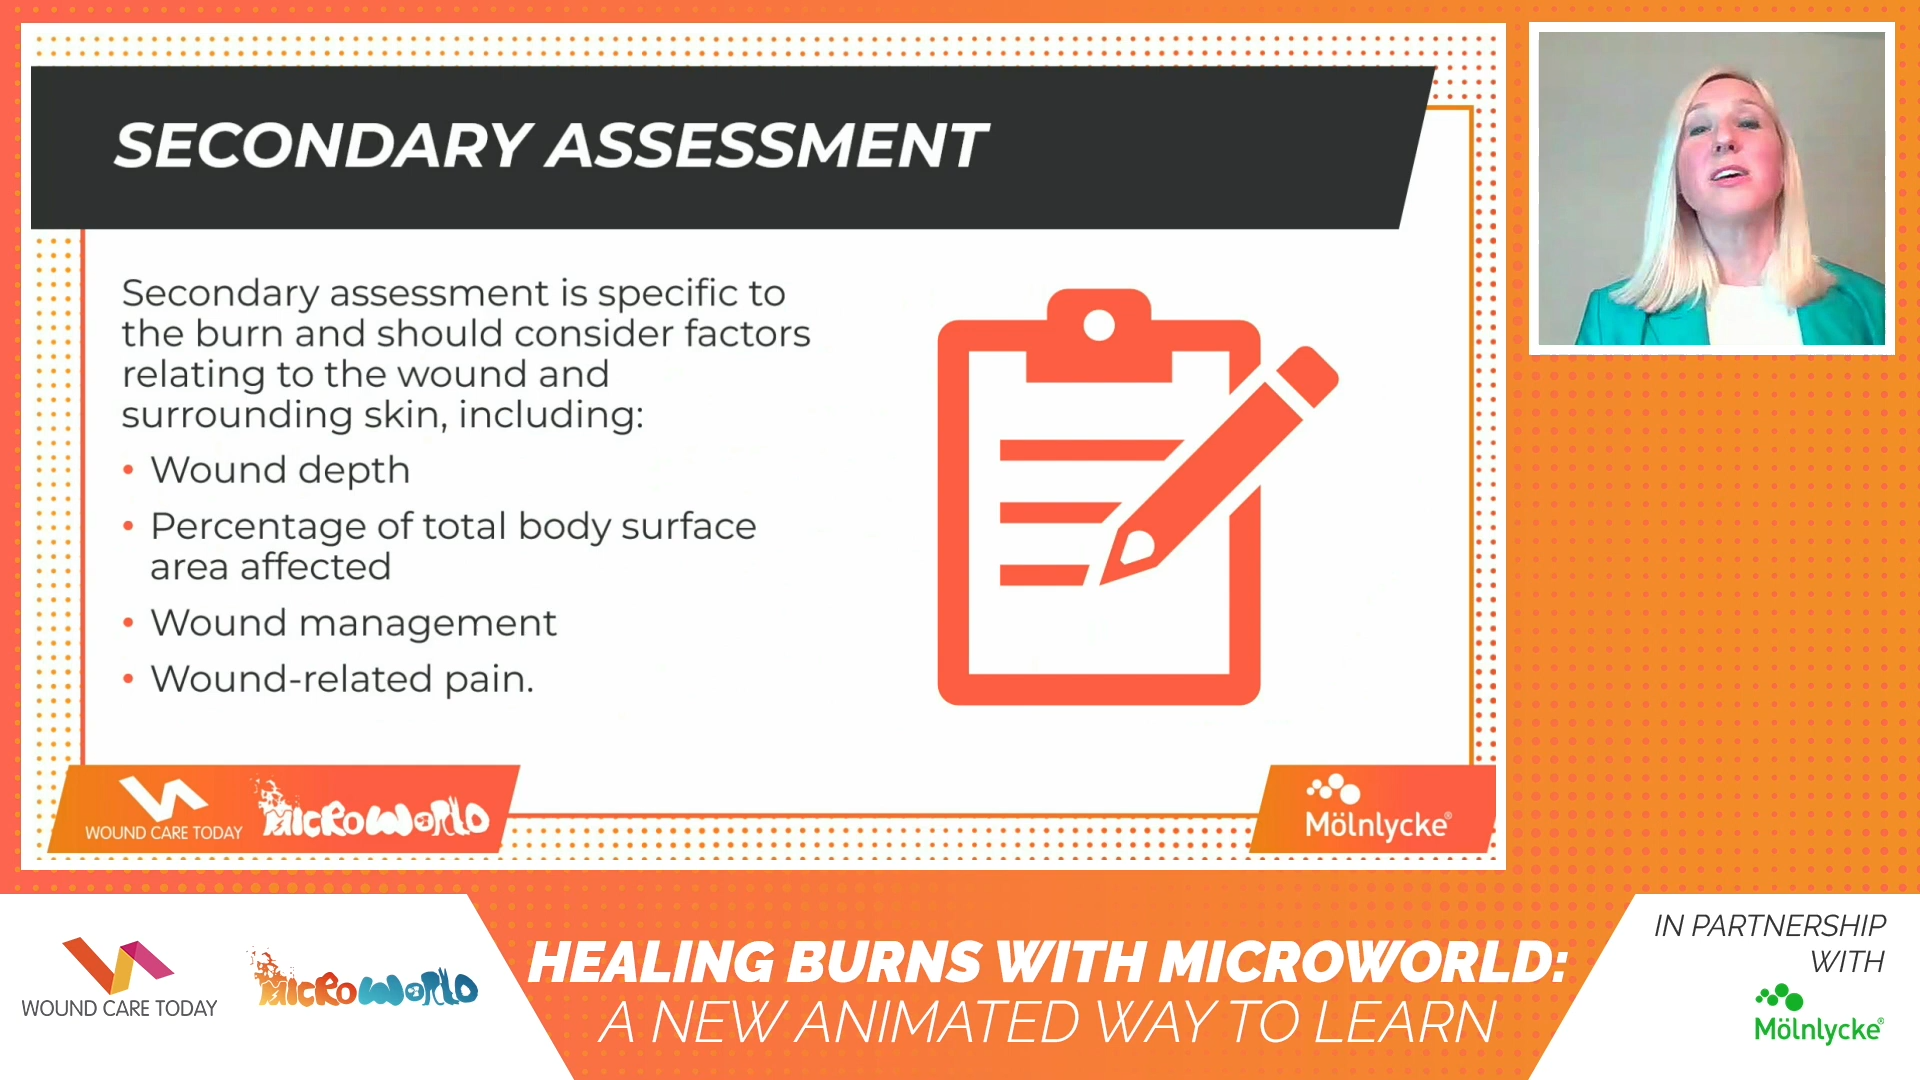 SECONDARY ASSESSMENT
Secondary assessment is specific to
the burn and should consider factors
relating to the wound and
surrounding skin, including:
• Wound depth
• Percentage of total body surface
area affected
• Wound management
• Wound-related pain.
WOUND CARE TODAY
MICROWORLD
Mölnlycke®
WOUND CARE TODAY
MICROWORLD
HEALING BURNS WITH MICROWORLD:
A NEW ANIMATED WAY TO LEARN
IN PARTNERSHIP
WITH
Mölnlycke®